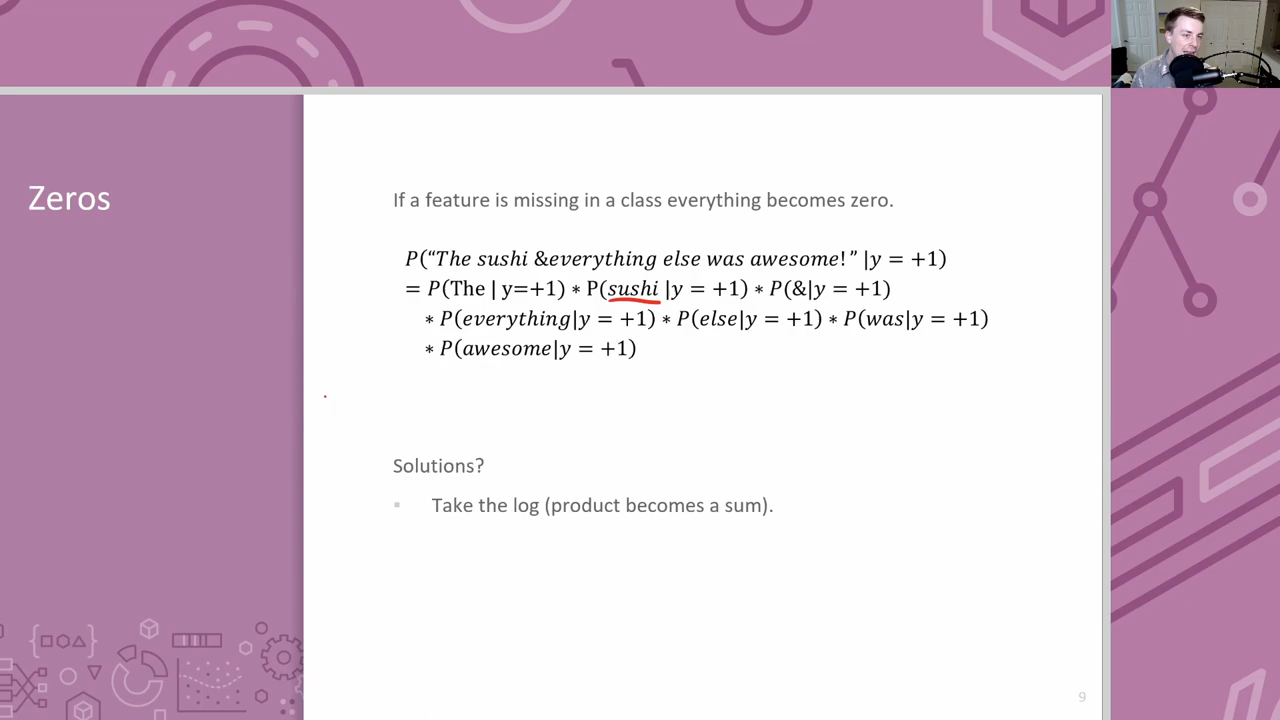 Zeros
If a feature is missing in a class everything becomes zero.
P(“The sushi &everything else was awesome!” |y = +1)
= P(The | y=+1) ∗ P(sushi |y = +1) ∗ P(&|y = +1)
∗ P(everything|y = +1) ∗ P(else|y = +1) ∗ P(was|y = +1)
∗ P(awesome|y = +1)
Solutions?
▪ Take the log (product becomes a sum).
9